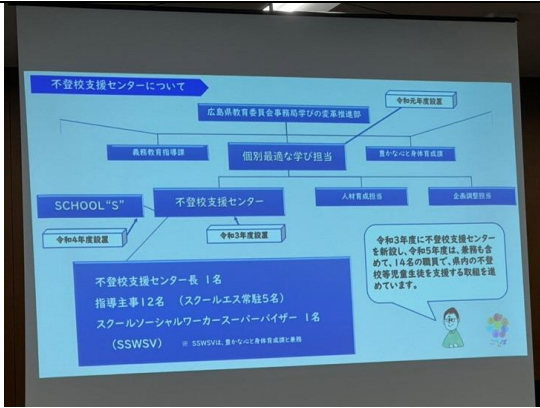 不登校支援センターについて
広島県教育委員会事務局学びの変革推進部
令和元年度設置
義務教育指導課
個別最適な学び担当
豊かな心と身体育成課
SCHOOL“S”
不登校支援センター
人材育成担当
企画調整担当
令和4年度設置
令和3年度設置
不登校支援センター長 1名
指導主事12名 （スクールエス常駐5名）
スクールソーシャルワーカースーパーバイザー 1名
（SSWSV） ※ SSWSVは、豊かな心と身体育成課と兼務
令和3年度に不登校支援センター
を新設し、令和5年度は、兼務も含
めて、14名の職員で、県内の不登
校等児童生徒を支援する取組を進
めています。